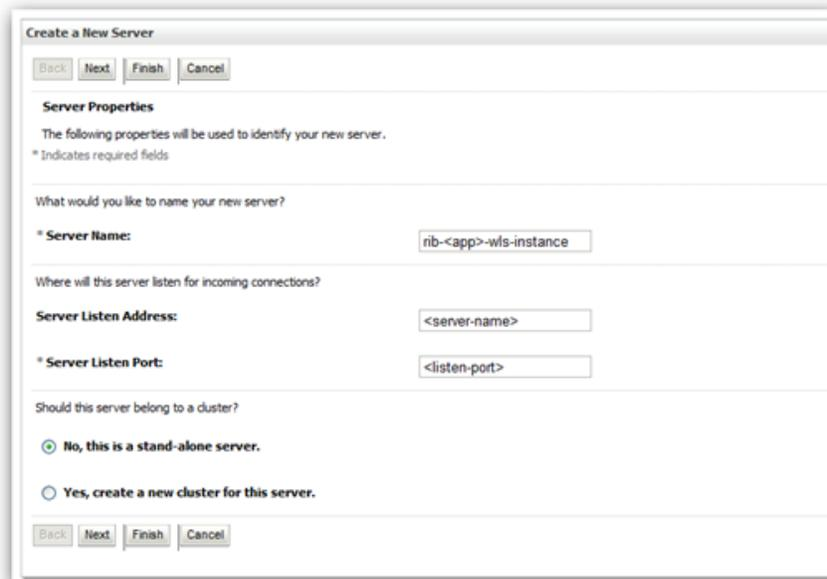 Create a New Server
Back Next Finish Cancel
Server Properties
The following properties will be used to identify your new server.
* Indicates required fields
What would you like to name your new server?
* Server Name: rib-<app>-wls-instance
Where will this server listen for incoming connections?
Server Listen Address: <server-name>
* Server Listen Port: <listen-port>
Should this server belong to a cluster?
No, this is a stand-alone server.
Yes, create a new cluster for this server.
Back Next Finish Cancel